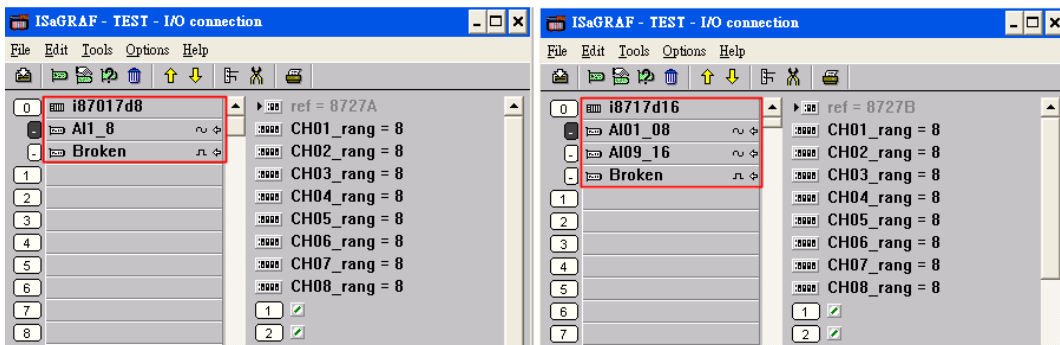 ISaGRAF - TEST - I/O connection
File Edit Tools Options Help
0 i87017d8
AI1_8
Broken
1
2
3
4
5
6
7
8
ref = 8727A
CH01_rang = 8
CH02_rang = 8
CH03_rang = 8
CH04_rang = 8
CH05_rang = 8
CH06_rang = 8
CH07_rang = 8
CH08_rang = 8
1
2
ISaGRAF - TEST - I/O connection
File Edit Tools Options Help
0 i8717d16
AI01_08
AI09_16
Broken
1
2
3
4
5
6
7
ref = 8727B
CH01_rang = 8
CH02_rang = 8
CH03_rang = 8
CH04_rang = 8
CH05_rang = 8
CH06_rang = 8
CH07_rang = 8
CH08_rang = 8
1
2